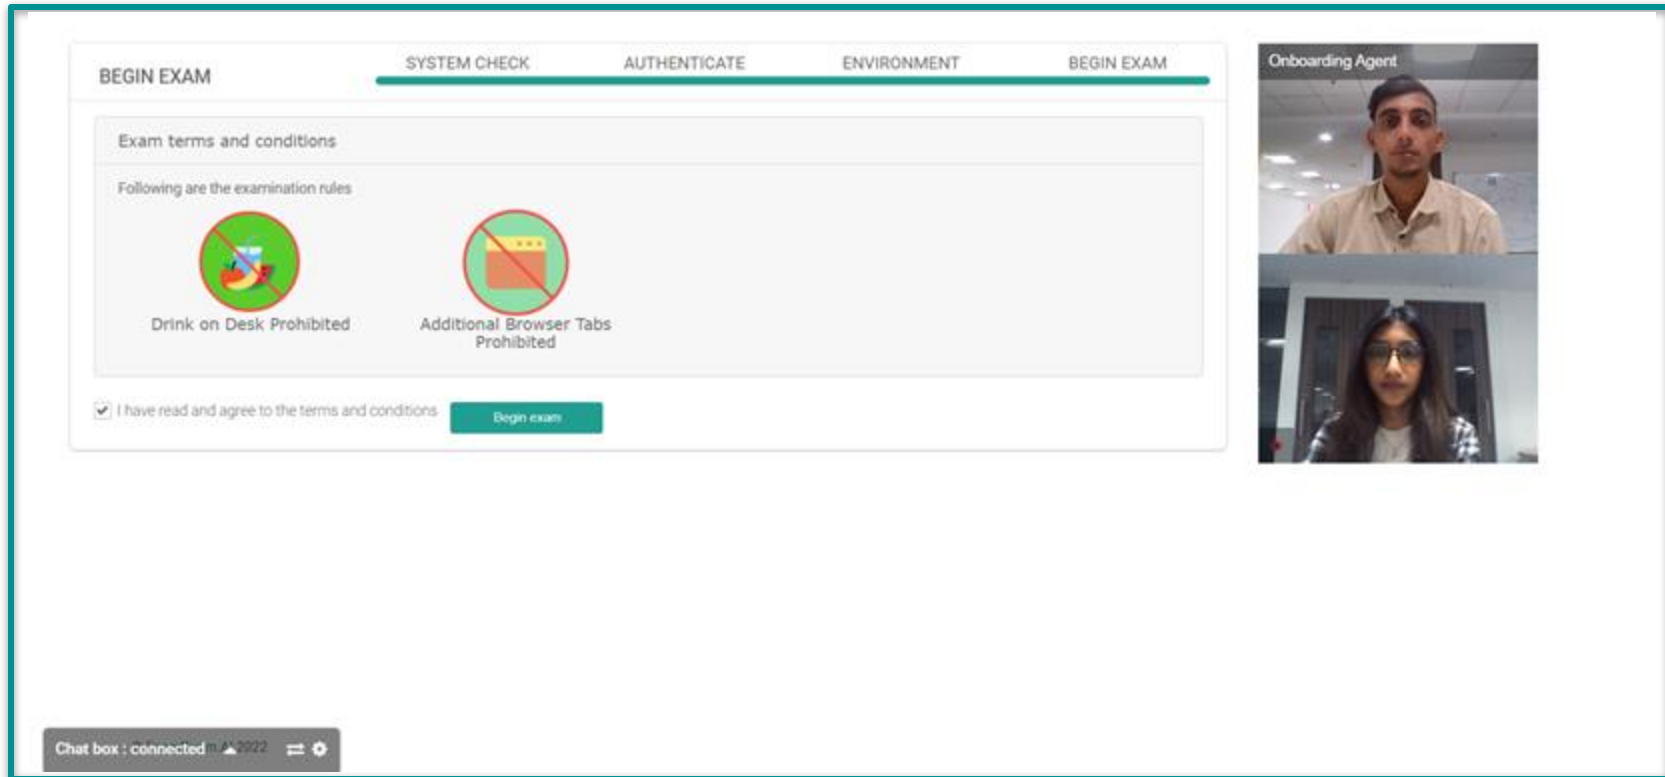 BEGIN EXAM
SYSTEM CHECK
AUTHENTICATE
ENVIRONMENT
BEGIN EXAM
Onboarding Agent
Exam terms and conditions
Following are the examination rules
Drink on Desk Prohibited
Additional Browser Tabs
Prohibited
I have read and agree to the terms and conditions
Begin exam
Chat box : connected
2022